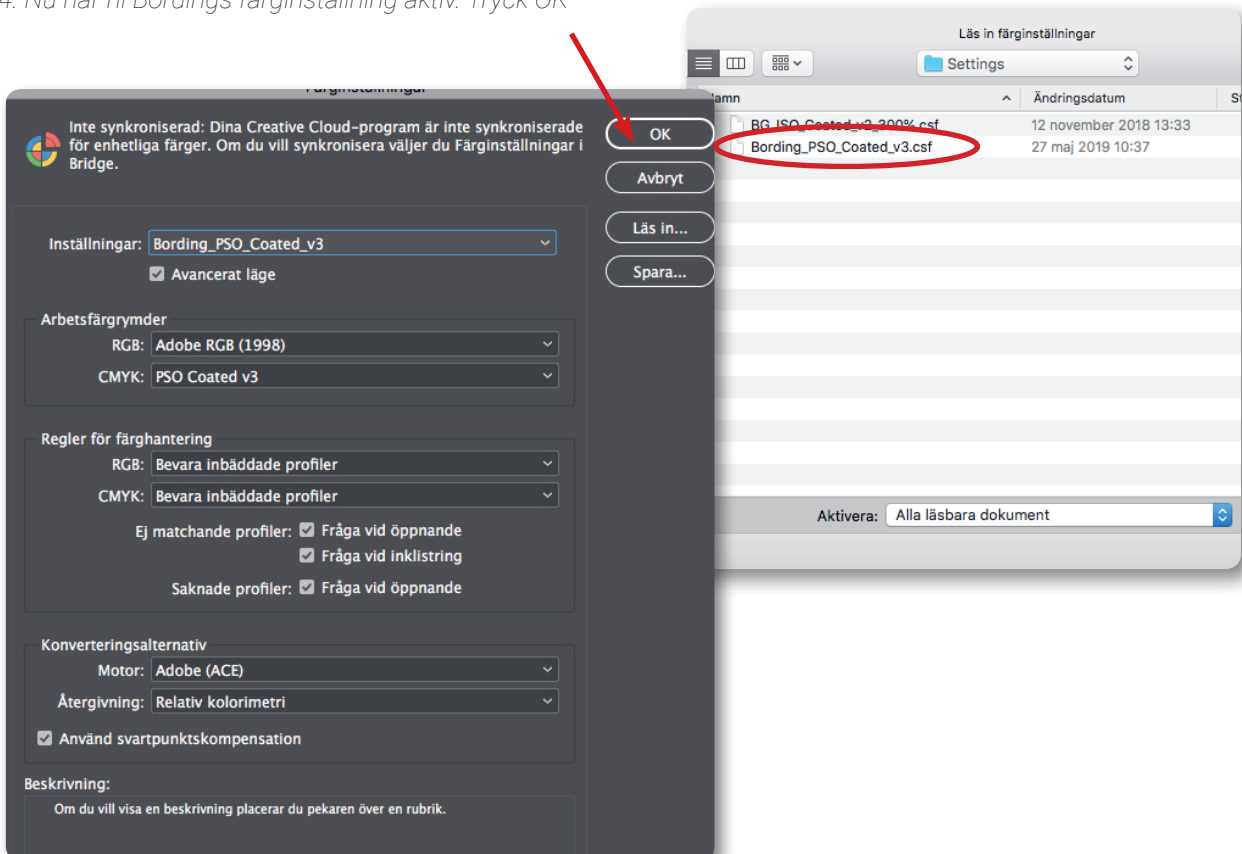 4. Nu har ni Bordings färginställning aktiv. Tryck OK
Läs in färginställningar
Settings
Namn
Ändringsdatum
St
BG_ISO_Coated_v2_300%.csf
12 november 2018 13:33
Bording_PSO_Coated_v3.csf
27 maj 2019 10:37
Aktivera: Alla läsbara dokument
Färginställningar
Inte synkroniserad: Dina Creative Cloud-program är inte synkroniserade
för enhetliga färger. Om du vill synkronisera väljer du Färginställningar i
Bridge.
OK
Avbryt
Läs in...
Spara...
Inställningar: Bording_PSO_Coated_v3
Avancerat läge
Arbetsfärgrymder
RGB: Adobe RGB (1998)
CMYK: PSO Coated v3
Regler för färghantering
RGB: Bevara inbäddade profiler
CMYK: Bevara inbäddade profiler
Ej matchande profiler: Fråga vid öppnande
Fråga vid inklistring
Saknade profiler: Fråga vid öppnande
Konverteringsalternativ
Motor: Adobe (ACE)
Återgivning: Relativ kolorimetri
Använd svartpunktskompensation
Beskrivning:
Om du vill visa en beskrivning placerar du pekaren över en rubrik.